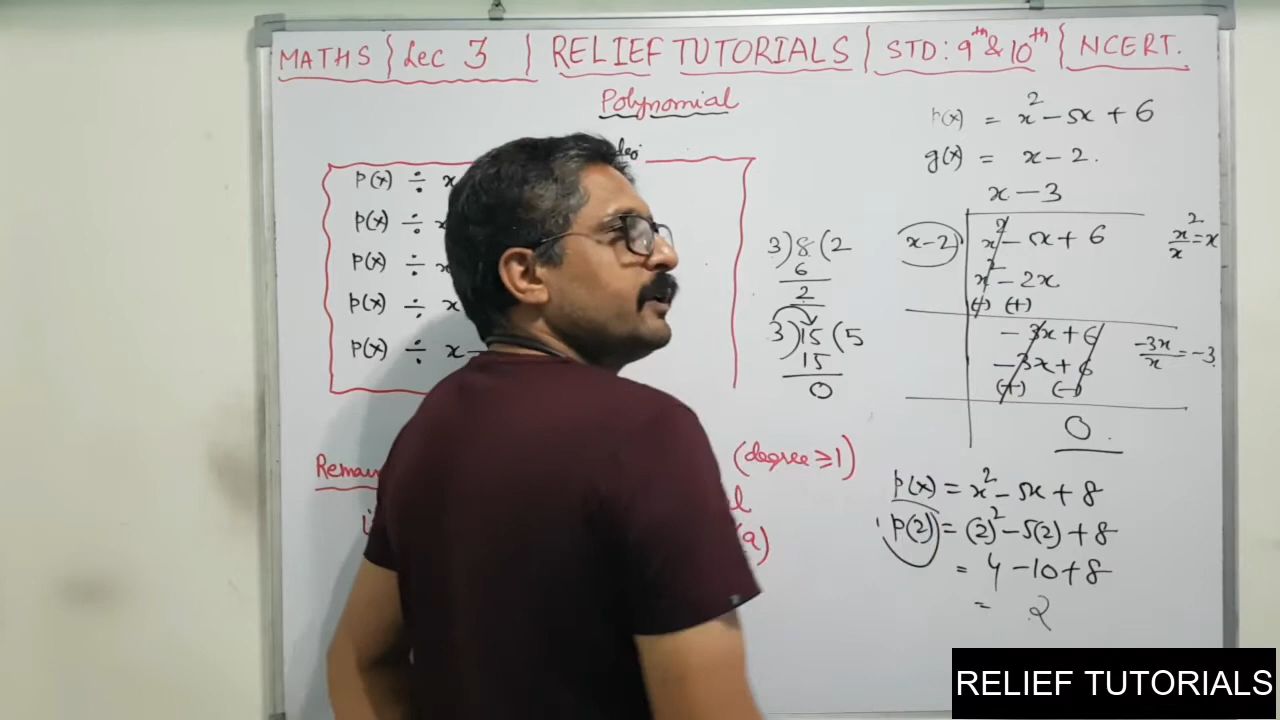 MATHS | Lec 3 | RELIEF TUTORIALS | STD: 9th & 10th | NCERT.
Polynomial
p(x) ÷ x
p(x) ÷
p(x) ÷ x
p(x) ÷ x
p(x) ÷ x -
(degree ≥ 1)
3)8(2
6
2
3)15(5
15
0
p(x) = x² - 5x + 6
g(x) = x - 2.
x - 3
x-2
x² - 5x + 6
x² - 2x
(-) (+)
- 3x + 6
- 3x + 6
(+) (-)
0.
x²/x = x
-3x/x = -3
p(x) = x² - 5x + 8
p(2) = (2)² - 5(2) + 8
= 4 - 10 + 8
= 2
RELIEF TUTORIALS